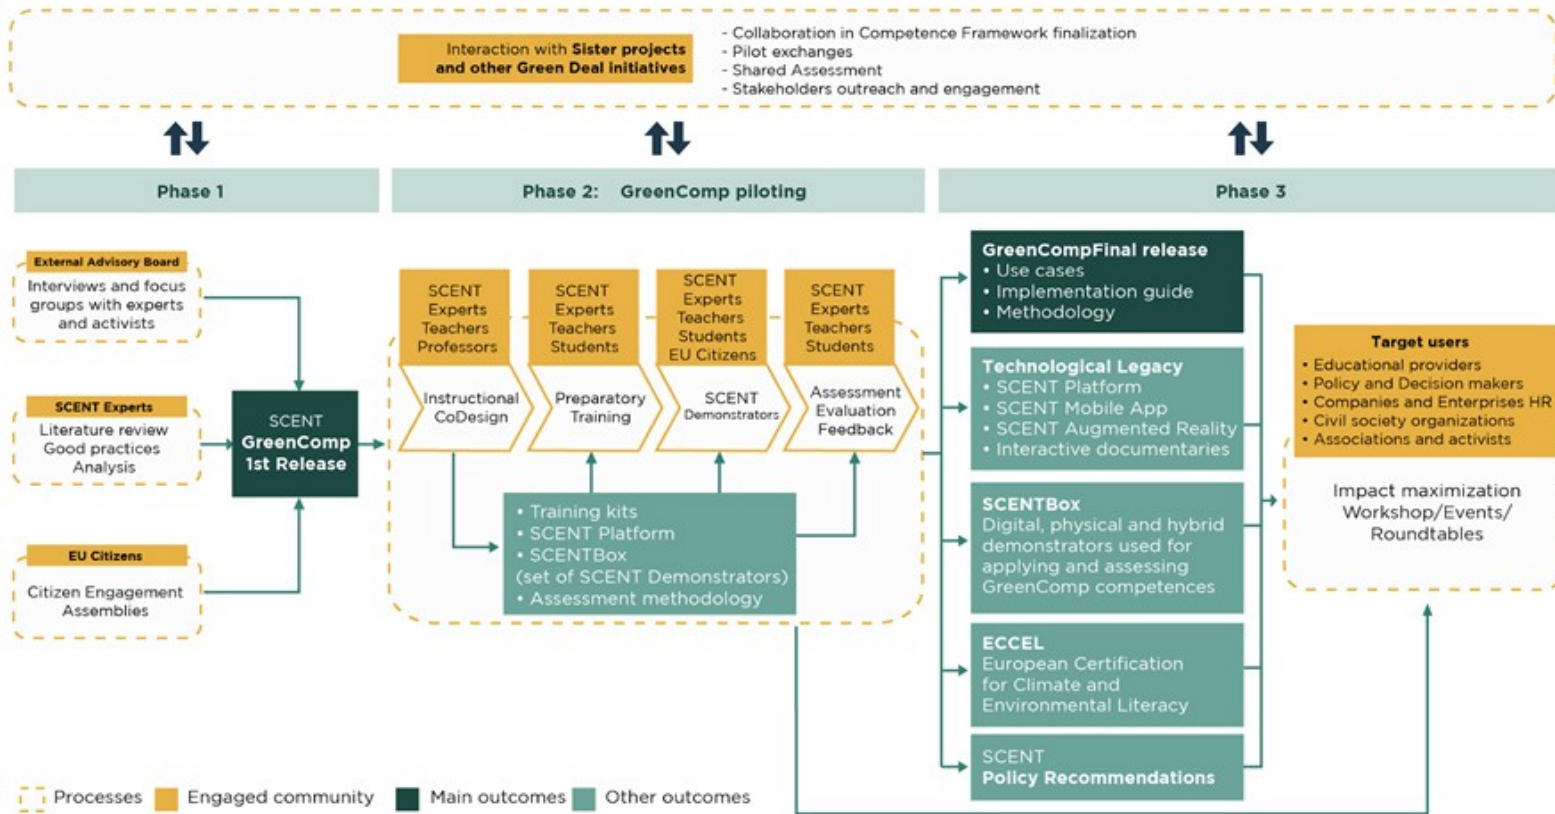 Interaction with Sister projects
and other Green Deal initiatives
- Collaboration in Competence Framework finalization
- Pilot exchanges
- Shared Assessment
- Stakeholders outreach and engagement
Phase 1
Phase 2: GreenComp piloting
Phase 3
External Advisory Board
Interviews and focus
groups with experts
and activists
SCENT Experts
Literature review
Good practices
Analysis
EU Citizens
Citizen Engagement
Assemblies
SCENT
GreenComp
1st Release
SCENT
Experts
Teachers
Professors
Instructional
CoDesign
SCENT
Experts
Teachers
Students
Preparatory
Training
SCENT
Experts
Teachers
Students
EU Citizens
SCENT
Demonstrators
SCENT
Experts
Teachers
Students
Assessment
Evaluation
Feedback
• Training kits
• SCENT Platform
• SCENTBox
(set of SCENT Demonstrators)
• Assessment methodology
GreenCompFinal release
• Use cases
• Implementation guide
• Methodology
Technological Legacy
• SCENT Platform
• SCENT Mobile App
• SCENT Augmented Reality
• Interactive documentaries
SCENTBox
Digital, physical and hybrid
demonstrators used for
applying and assessing
GreenComp competences
ECCEL
European Certification
for Climate and
Environmental Literacy
SCENT
Policy Recommendations
Target users
• Educational providers
• Policy and Decision makers
• Companies and Enterprises HR
• Civil society organizations
• Associations and activists
Impact maximization
Workshop/Events/
Roundtables
Processes
Engaged community
Main outcomes
Other outcomes